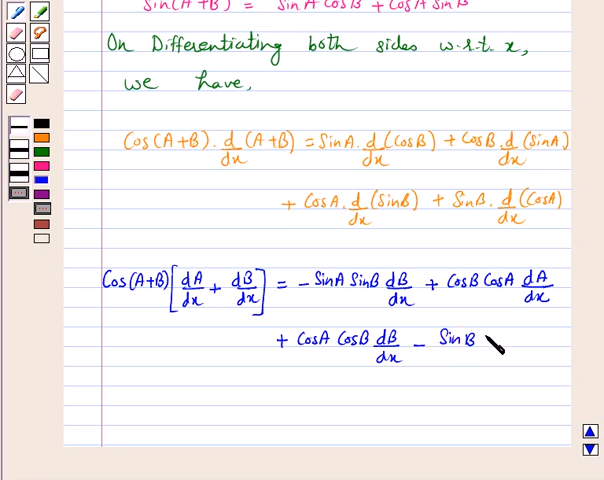 Sin(A+B) = SinA CosB + CosA SinB
On Differentiating both sides w.r.t. x,
we have,
Cos(A+B) . d/dx (A+B) = SinA . d/dx (CosB) + CosB . d/dx (SinA)
+ CosA . d/dx (SinB) + SinB . d/dx (CosA)
Cos(A+B) [dA/dx + dB/dx] = - SinA SinB dB/dx + CosB CosA dA/dx
+ CosA CosB dB/dx - SinB